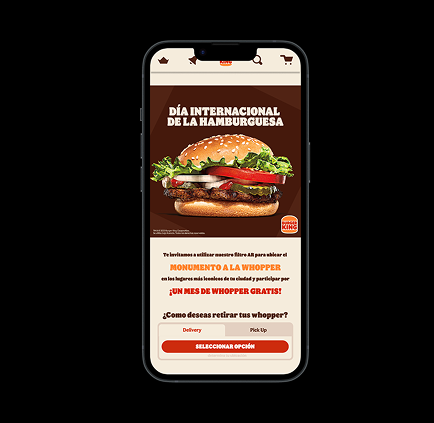 KING
DÍA INTERNACIONAL
DE LA HAMBURGUESA
BURGER
KING
Te invitamos a utilizar nuestro filtro AR para ubicar el
MONUMENTO A LA WHOPPER
en los lugares más iconicos de tu ciudad y participar por
¡UN MES DE WHOPPER GRATIS!
¿Como deseas retirar tus whopper?
Delivery
Pick Up
SELECCIONAR OPCIÓN